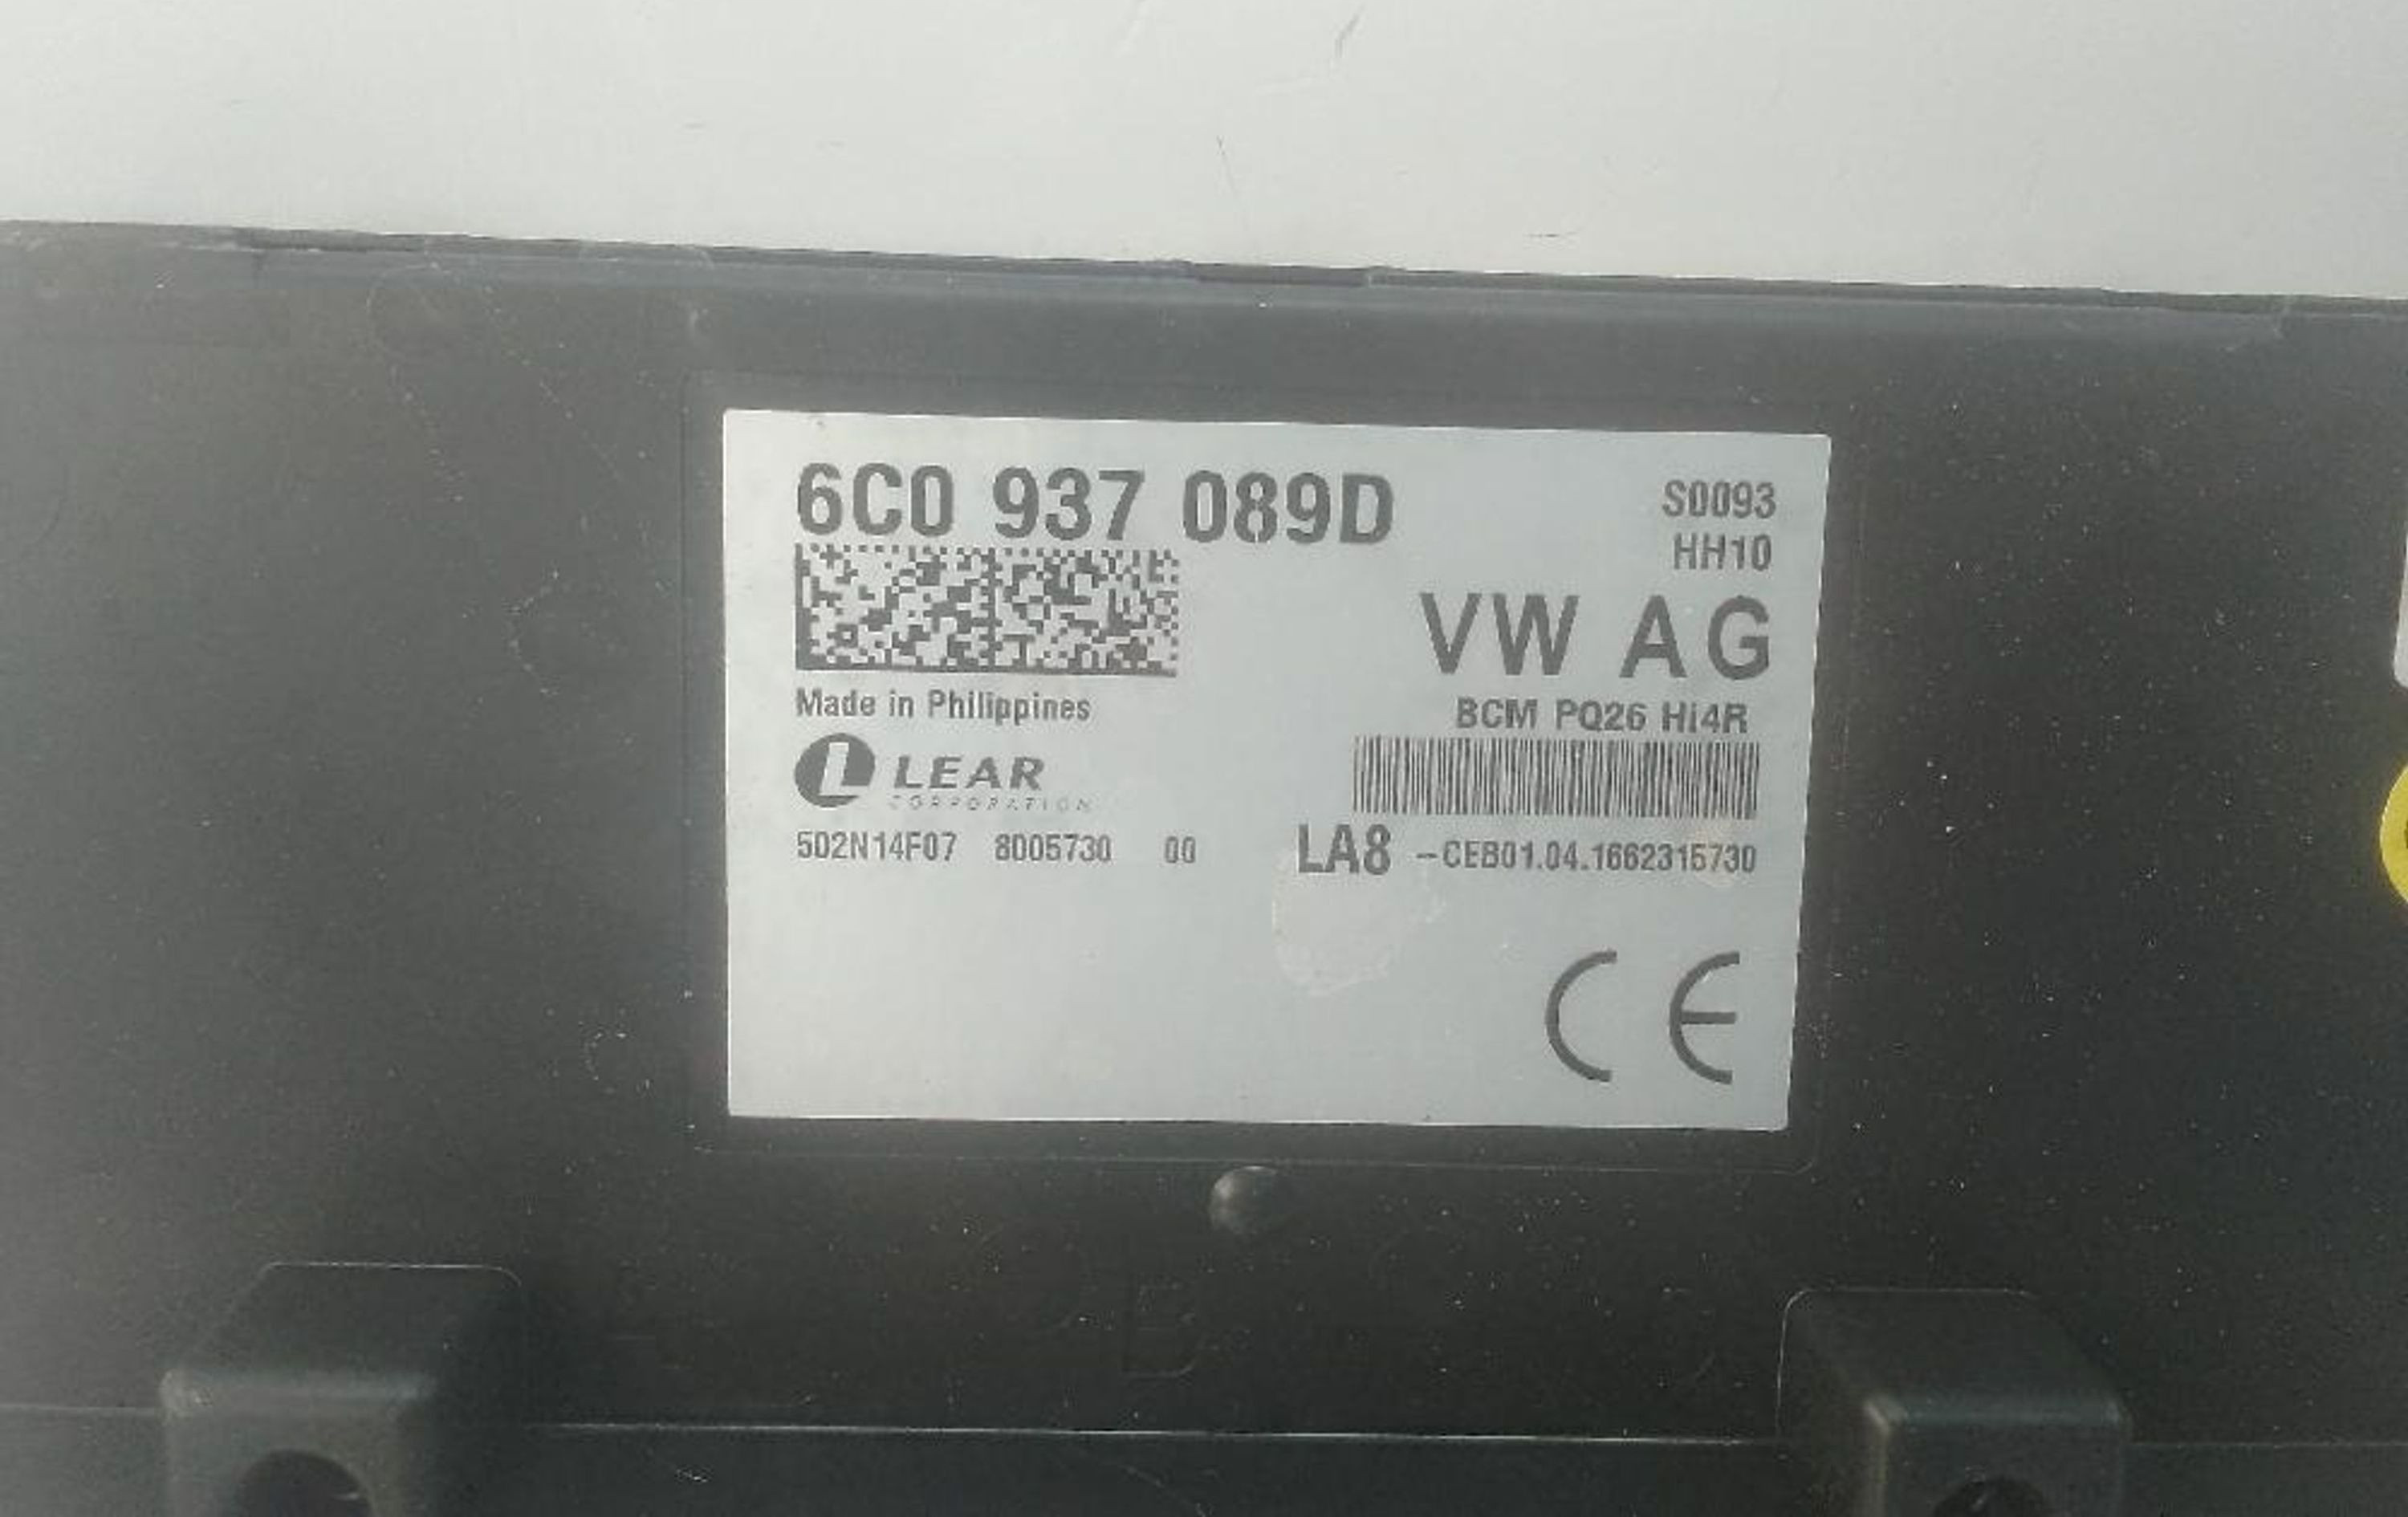 6C0 937 089D
S0093
HH10
VW AG
Made in Philippines
BCM PQ26 Hi4R
L LEAR
CORPORATION
502N14F07 8005730 00
LA8 -CEB01.04.1662315730
CE